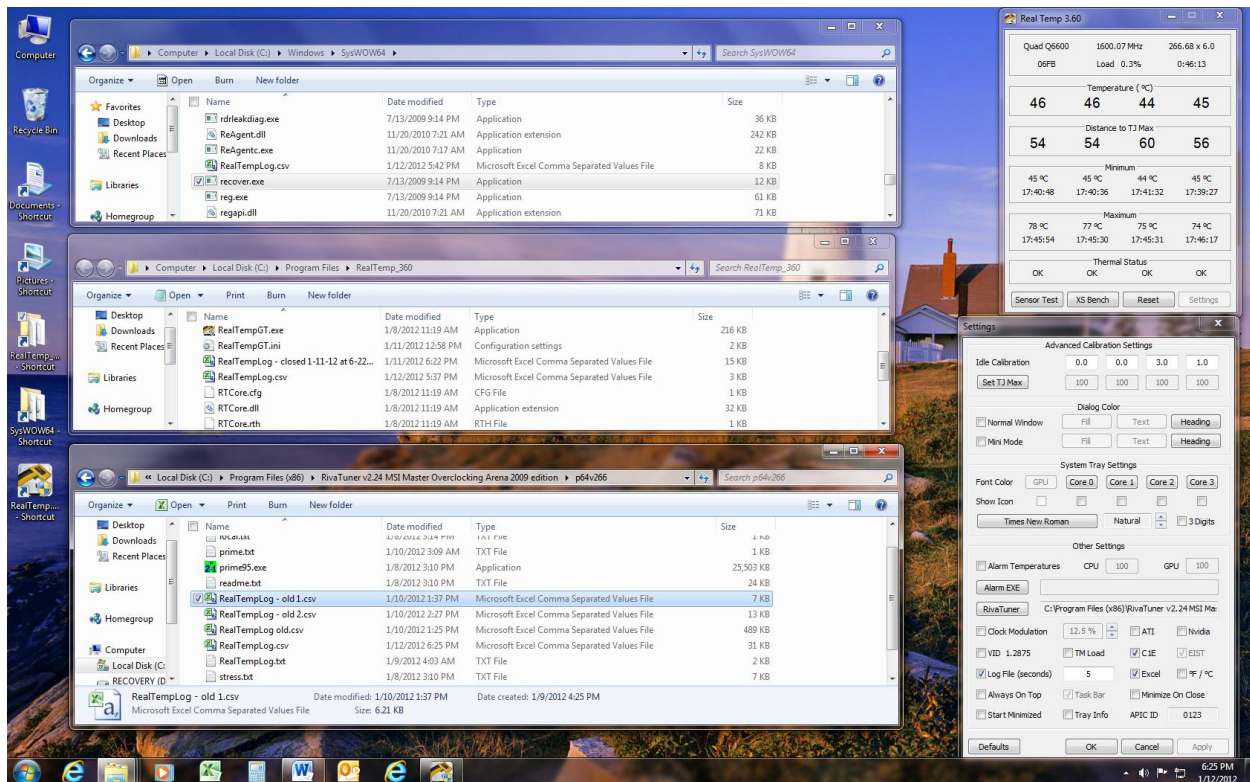 Computer
Recycle Bin
Documents - Shortcut
Pictures - Shortcut
RealTemp_... - Shortcut
SysWOW64 - Shortcut
RealTemp.... - Shortcut
Computer Local Disk (C:) Windows SysWOW64
Search SysWOW64
Organize Open Burn New folder
Favorites
Desktop
Downloads
Recent Places
Libraries
Homegroup
Name Date modified Type Size
rdrleakdiag.exe 7/13/2009 9:14 PM Application 36 KB
ReAgent.dll 11/20/2010 7:21 AM Application extension 242 KB
ReAgentc.exe 11/20/2010 7:17 AM Application 22 KB
RealTempLog.csv 1/12/2012 5:42 PM Microsoft Excel Comma Separated Values File 8 KB
recover.exe 7/13/2009 9:14 PM Application 12 KB
reg.exe 7/13/2009 9:14 PM Application 61 KB
regapi.dll 11/20/2010 7:21 AM Application extension 71 KB
Computer Local Disk (C:) Program Files RealTemp_360
Search RealTemp_360
Organize Open Print Burn New folder
Desktop
Downloads
Recent Places
Libraries
Homegroup
Name Date modified Type Size
RealTempGT.exe 1/8/2012 11:19 AM Application 216 KB
RealTempGT.ini 1/11/2012 12:58 PM Configuration settings 2 KB
RealTempLog - closed 1-11-12 at 6-22... 1/11/2012 6:22 PM Microsoft Excel Comma Separated Values File 15 KB
RealTempLog.csv 1/12/2012 5:37 PM Microsoft Excel Comma Separated Values File 3 KB
RTCore.cfg 1/8/2012 11:19 AM CFG File 1 KB
RTCore.dll 1/8/2012 11:19 AM Application extension 32 KB
RTCore.rth 1/8/2012 11:19 AM RTH File 1 KB
« Local Disk (C:) Program Files (x86) RivaTuner v2.24 MSI Master Overclocking Arena 2009 edition p64v266
Search p64v266
Organize Open Print Burn New folder
Desktop
Downloads
Recent Places
Libraries
Homegroup
Computer
Local Disk (C:
RECOVERY (D
Name Date modified Type Size
local.txt 1/8/2012 3:14 PM TXT File 1 KB
prime.txt 1/10/2012 3:09 AM TXT File 1 KB
prime95.exe 1/8/2012 3:10 PM Application 25,503 KB
readme.txt 1/8/2012 3:10 PM TXT File 24 KB
RealTempLog - old 1.csv 1/10/2012 1:37 PM Microsoft Excel Comma Separated Values File 7 KB
RealTempLog - old 2.csv 1/10/2012 2:27 PM Microsoft Excel Comma Separated Values File 13 KB
RealTempLog old.csv 1/10/2012 1:25 PM Microsoft Excel Comma Separated Values File 489 KB
RealTempLog.csv 1/12/2012 6:25 PM Microsoft Excel Comma Separated Values File 31 KB
RealTempLog.txt 1/9/2012 4:03 AM TXT File 2 KB
stress.txt 1/8/2012 3:10 PM TXT File 7 KB
RealTempLog - old 1.csv Date modified: 1/10/2012 1:37 PM Date created: 1/9/2012 4:25 PM
Microsoft Excel Comma Separated Values File Size: 6.21 KB
Real Temp 3.60
Quad Q6600 1600.07 MHz 266.68 x 6.0
06FB Load 0.3% 0:46:13
Temperature ( ºC)
46 46 44 45
Distance to TJ Max
54 54 60 56
Minimum
45 ºC 45 ºC 44 ºC 45 ºC
17:40:48 17:40:36 17:41:32 17:39:27
Maximum
78 ºC 77 ºC 75 ºC 74 ºC
17:45:54 17:45:30 17:45:31 17:46:17
Thermal Status
OK OK OK OK
Sensor Test XS Bench Reset Settings
Settings
Advanced Calibration Settings
Idle Calibration 0.0 0.0 3.0 1.0
Set TJ Max 100 100 100 100
Dialog Color
Normal Window Fill Text Heading
Mini Mode Fill Text Heading
System Tray Settings
Font Color GPU Core 0 Core 1 Core 2 Core 3
Show Icon
Times New Roman Natural 3 Digits
Other Settings
Alarm Temperatures CPU 100 GPU 100
Alarm EXE
RivaTuner C:\Program Files (x86)\RivaTuner v2.24 MSI Ma
Clock Modulation 12.5 % ATI Nvidia
VID 1.2875 TM Load C1E EIST
Log File (seconds) 5 Excel ºF / ºC
Always On Top Task Bar Minimize On Close
Start Minimized Tray Info APIC ID 0123
Defaults OK Cancel Apply
6:25 PM
1/12/2012